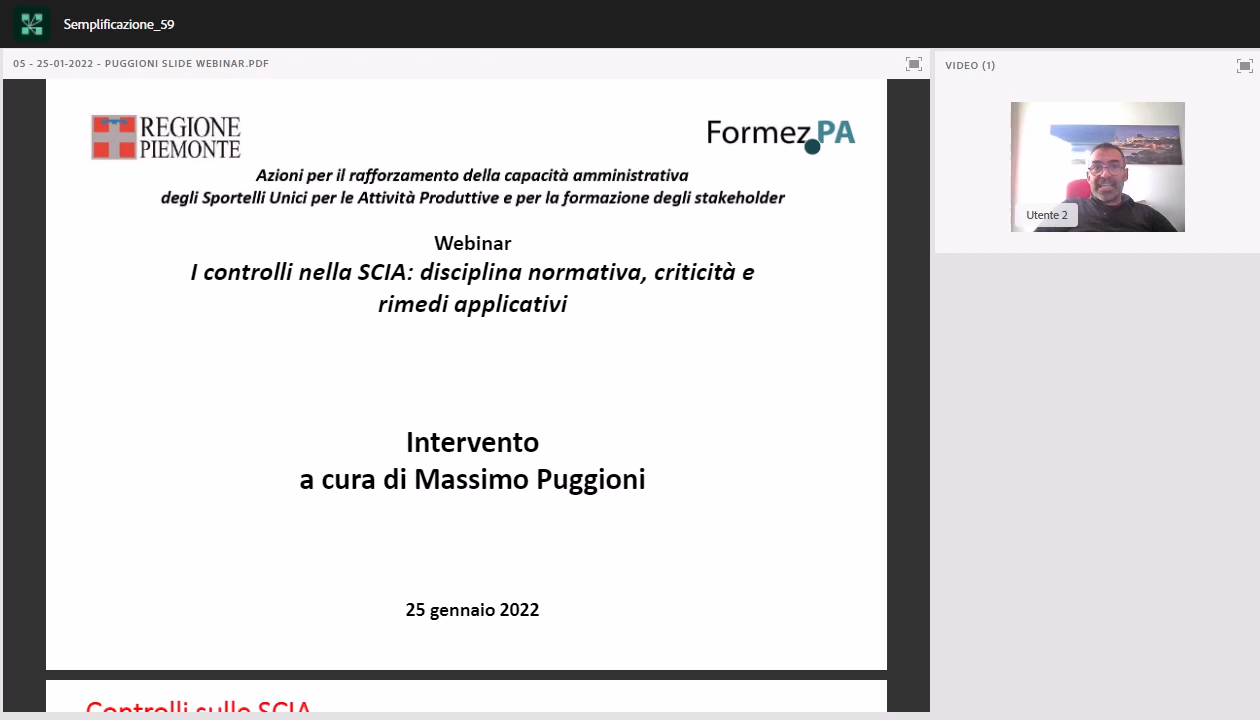 Semplificazione_59
05 - 25-01-2022 - PUGGIONI SLIDE WEBINAR.PDF
VIDEO (1)
REGIONE
PIEMONTE
Formez.PA
Azioni per il rafforzamento della capacità amministrativa
degli Sportelli Unici per le Attività Produttive e per la formazione degli stakeholder
Webinar
I controlli nella SCIA: disciplina normativa, criticità e
rimedi applicativi
Utente 2
Intervento
a cura di Massimo Puggioni
25 gennaio 2022
Controlli sulle SCIA